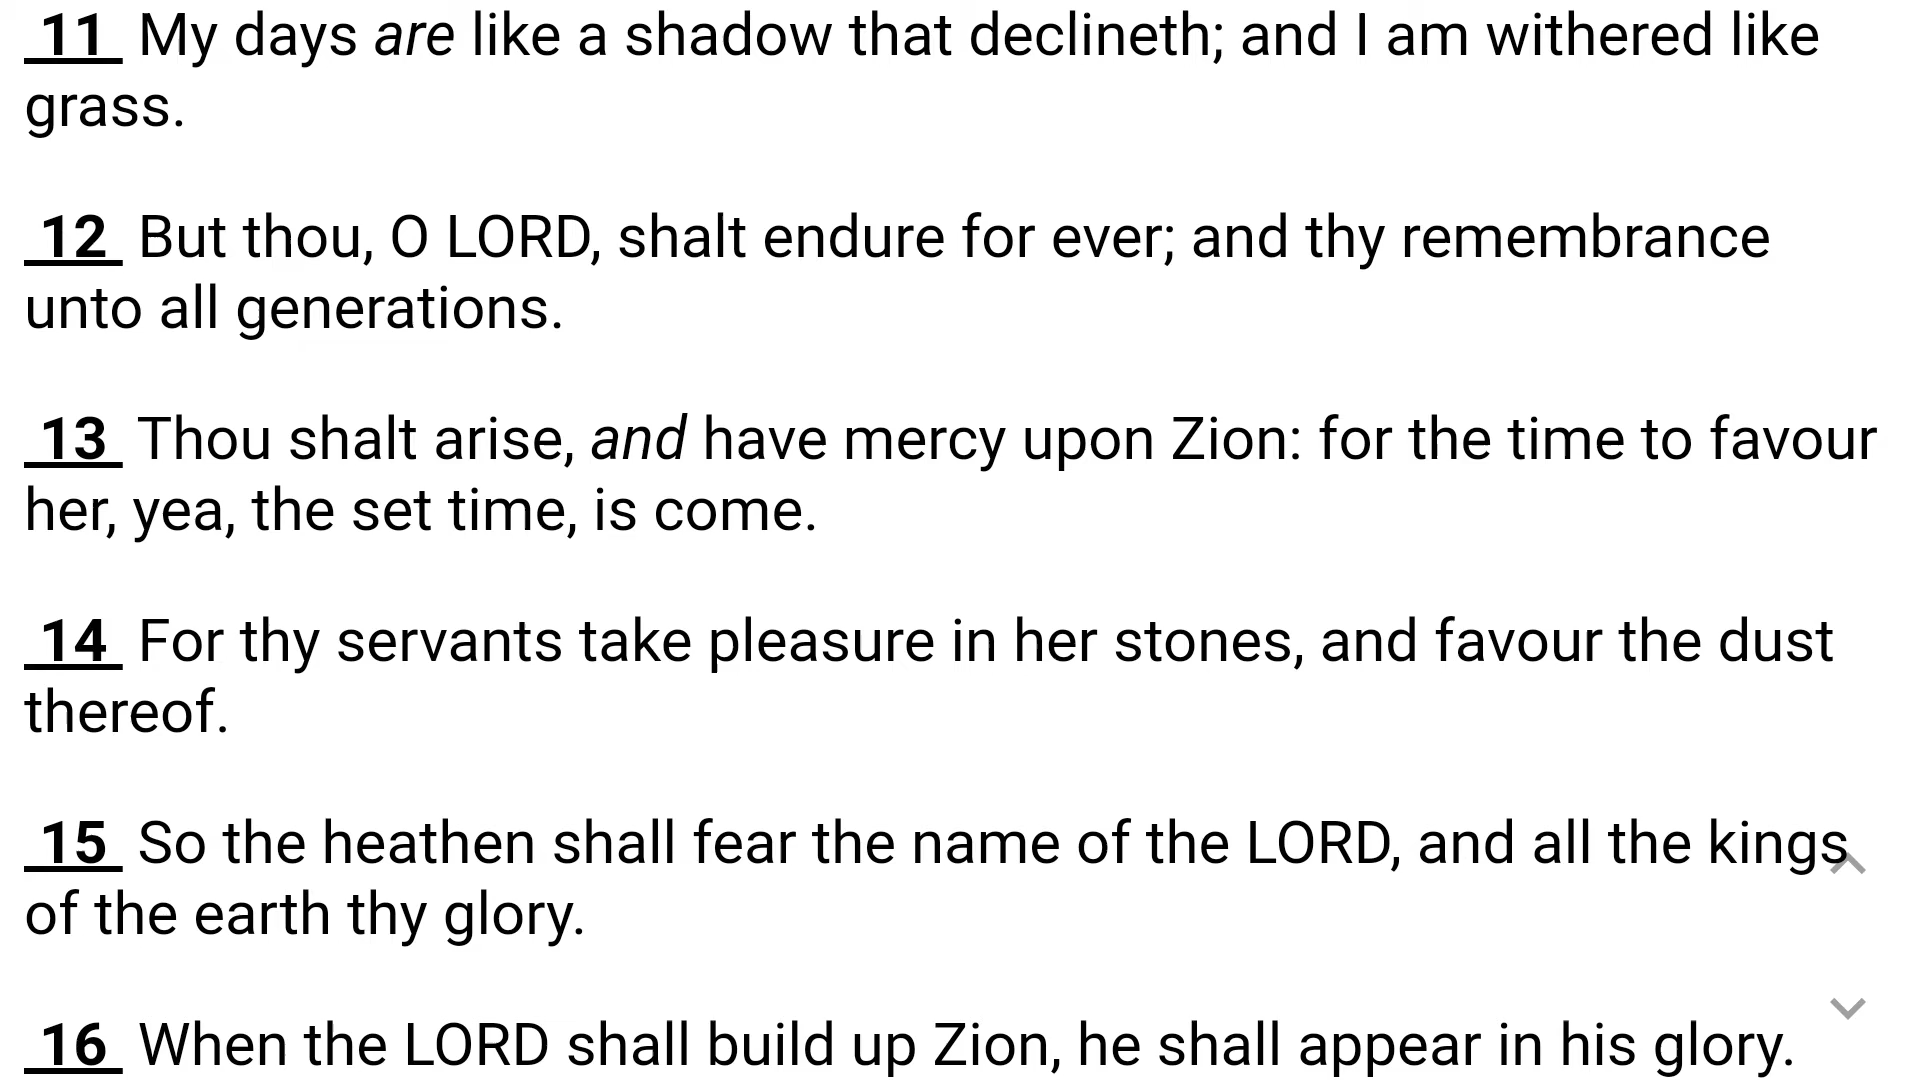 11 My days are like a shadow that declineth; and I am withered like
grass.
12 But thou, O LORD, shalt endure for ever; and thy remembrance
unto all generations.
13 Thou shalt arise, and have mercy upon Zion: for the time to favour
her, yea, the set time, is come.
14 For thy servants take pleasure in her stones, and favour the dust
thereof.
15 So the heathen shall fear the name of the LORD, and all the kings
of the earth thy glory.
16 When the LORD shall build up Zion, he shall appear in his glory.